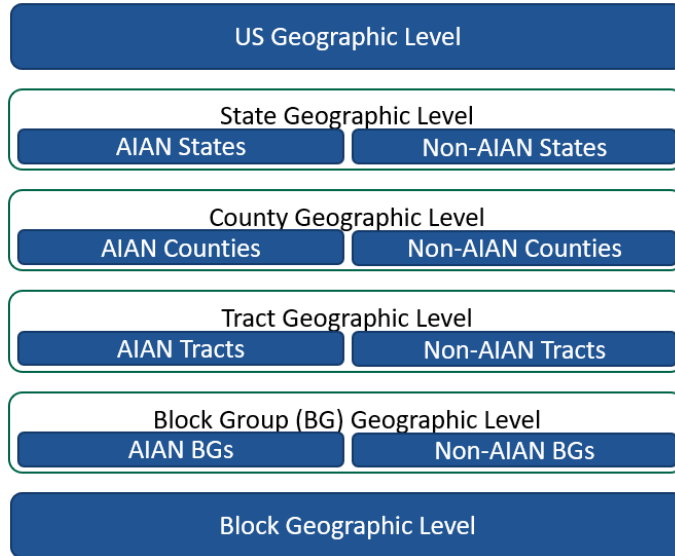 US Geographic Level
State Geographic Level
AIAN States
Non-AIAN States
County Geographic Level
AIAN Counties
Non-AIAN Counties
Tract Geographic Level
AIAN Tracts
Non-AIAN Tracts
Block Group (BG) Geographic Level
AIAN BGs
Non-AIAN BGs
Block Geographic Level